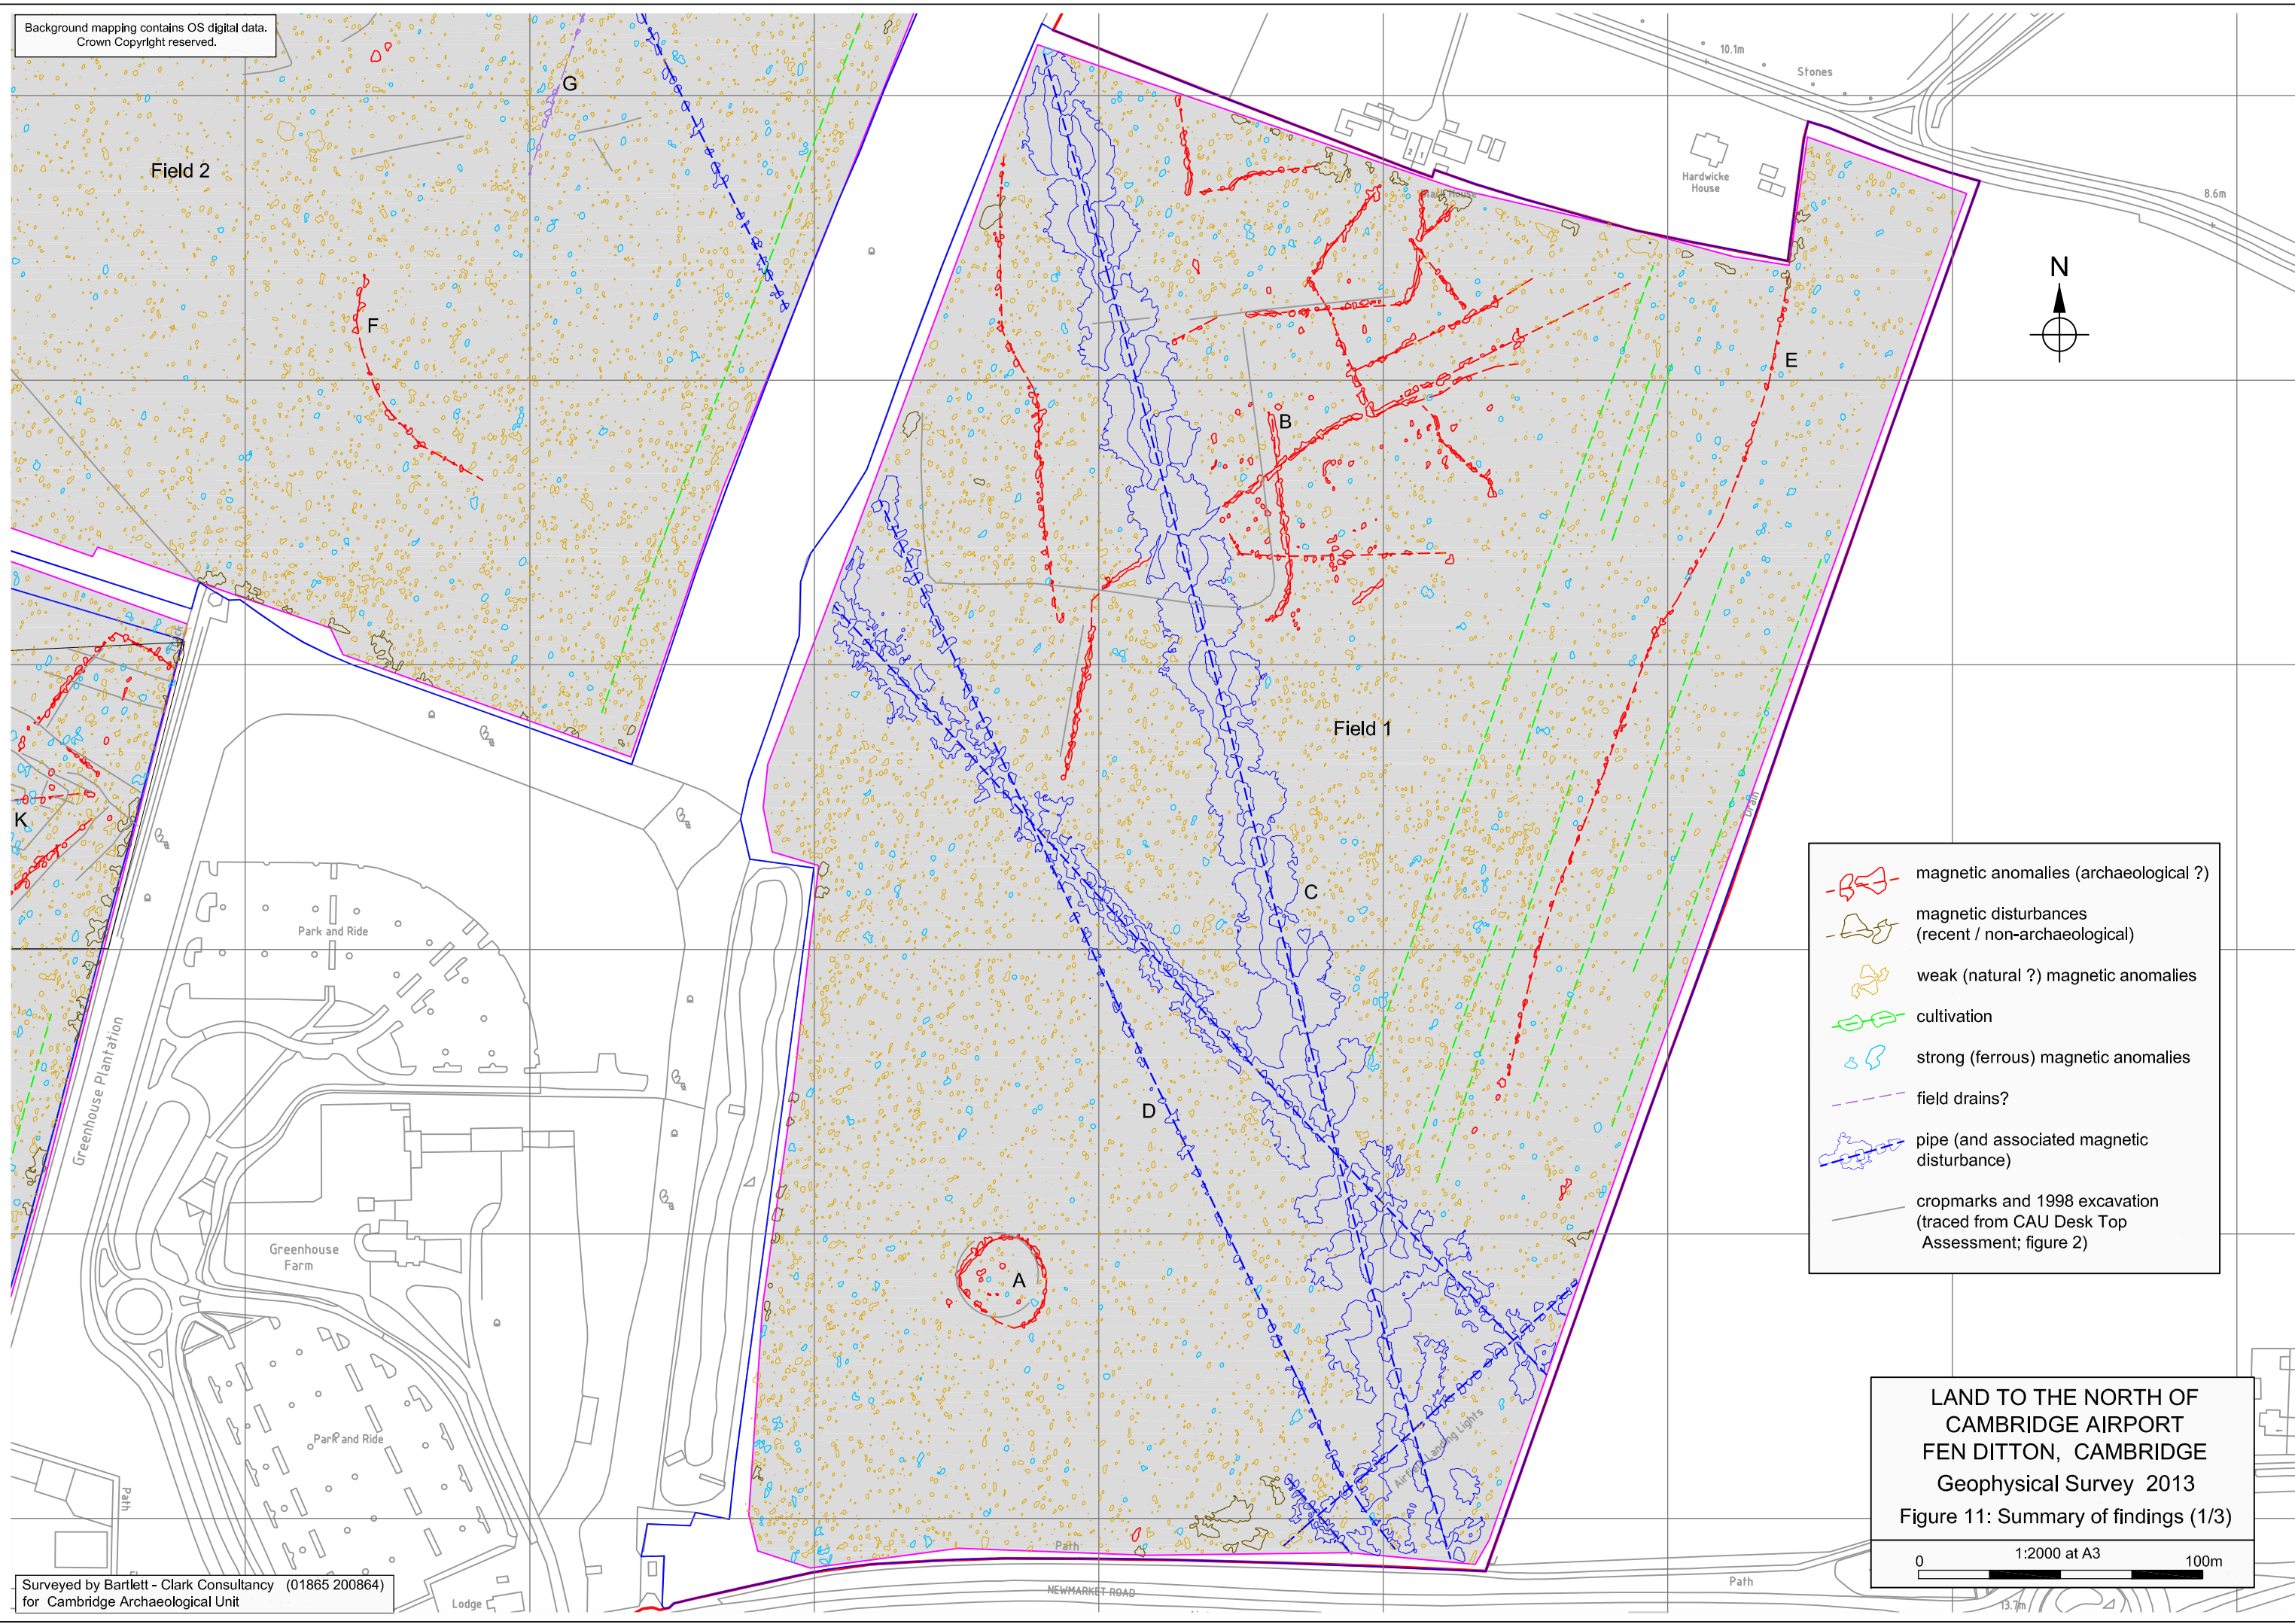 Background mapping contains OS digital data.
Crown Copyright reserved.
G
Field 2
F
K
10.1m
Stones
2 1
Hardwicke
House
8.6m
N
E
B
Field 1
Drain
C
D
A
Park and Ride
Greenhouse Plantation
Greenhouse
Farm
Park and Ride
Path
Lodge
Airfield Landing Lights
Path
NEWMARKET ROAD
Path
13.7m
magnetic anomalies (archaeological ?)
magnetic disturbances
(recent / non-archaeological)
weak (natural ?) magnetic anomalies
cultivation
strong (ferrous) magnetic anomalies
field drains?
pipe (and associated magnetic
disturbance)
cropmarks and 1998 excavation
(traced from CAU Desk Top
Assessment; figure 2)
LAND TO THE NORTH OF
CAMBRIDGE AIRPORT
FEN DITTON, CAMBRIDGE
Geophysical Survey 2013
Figure 11: Summary of findings (1/3)
1:2000 at A3
0 100m
Surveyed by Bartlett - Clark Consultancy (01865 200864)
for Cambridge Archaeological Unit